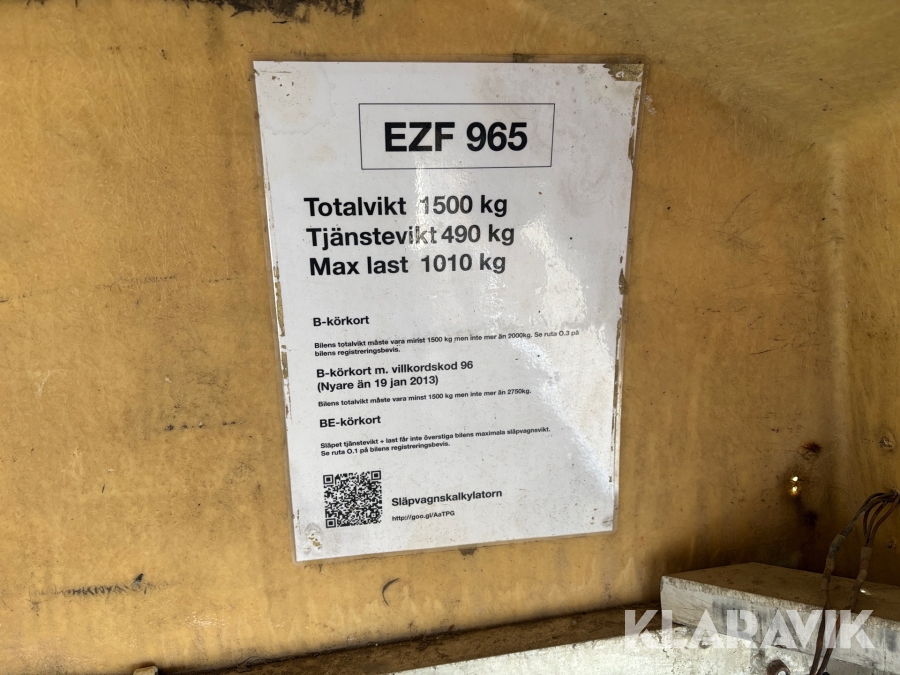 EZF 965
Totalvikt 1500 kg
Tjänstevikt 490 kg
Max last 1010 kg
B-körkort
Bilens totalvikt måste vara minst 1500 kg men inte mer än 2000kg. Se ruta O.3 på
bilens registreringsbevis.
B-körkort m. villkordskod 96
(Nyare än 19 jan 2013)
Bilens totalvikt måste vara minst 1500 kg men inte mer än 2750kg.
BE-körkort
Släpet tjänstevikt + last får inte överstiga bilens maximala släpvagnsvikt.
Se ruta O.1 på bilens registreringsbevis.
Släpvagnskalkylatorn
http://goo.gl/AaTPG
KLARAVIK